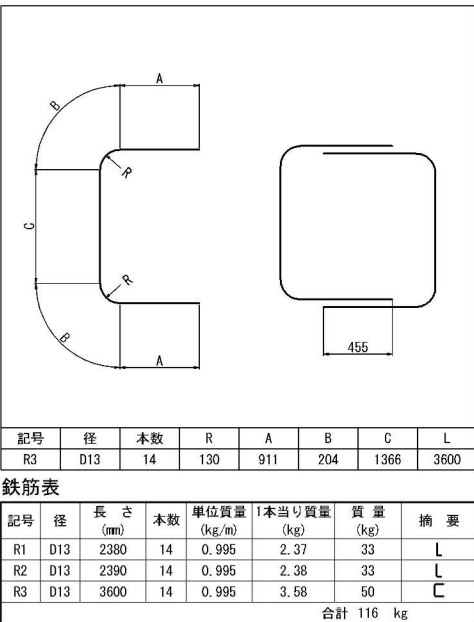 A
B
R
C
R
B
A
455
記号 径 本数 R A B C L
R3 D13 14 130 911 204 1366 3600
鉄筋表
記号 径 長さ(mm) 本数 単位質量(kg/m) 1本当り質量(kg) 質量(kg) 摘要
R1 D13 2380 14 0.995 2.37 33
R2 D13 2390 14 0.995 2.38 33
R3 D13 3600 14 0.995 3.58 50
合計 116 kg